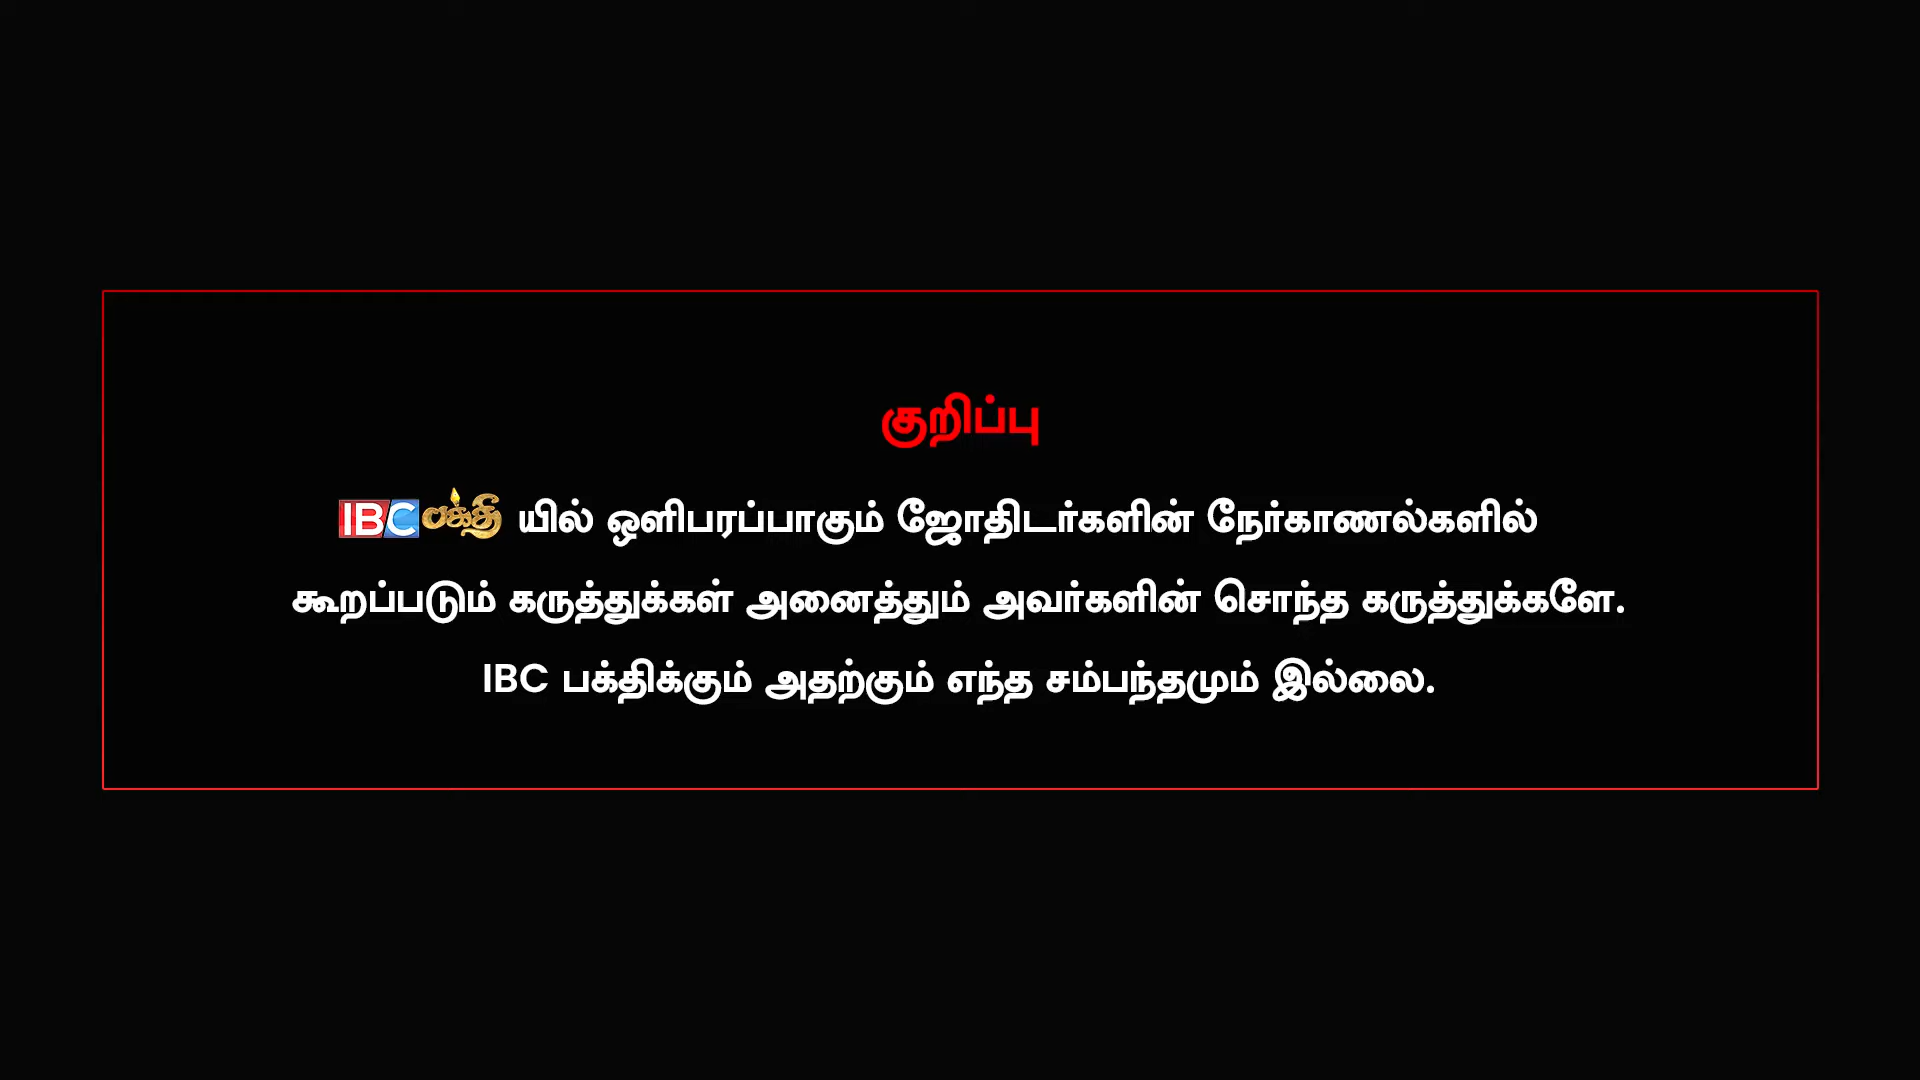 குறிப்பு
IBC பக்தி யில் ஒளிபரப்பாகும் ஜோதிடர்களின் நேர்காணல்களில்
கூறப்படும் கருத்துக்கள் அனைத்தும் அவர்களின் சொந்த கருத்துக்களே.
IBC பக்திக்கும் அதற்கும் எந்த சம்பந்தமும் இல்லை.